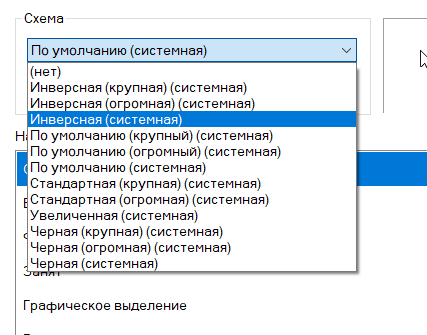 Схема
По умолчанию (системная)
(нет)
Инверсная (крупная) (системная)
Инверсная (огромная) (системная)
Инверсная (системная)
По умолчанию (крупный) (системная)
По умолчанию (огромный) (системная)
По умолчанию (системная)
Стандартная (крупная) (системная)
Стандартная (огромная) (системная)
Увеличенная (системная)
Черная (крупная) (системная)
Черная (огромная) (системная)
Черная (системная)
Графическое выделение